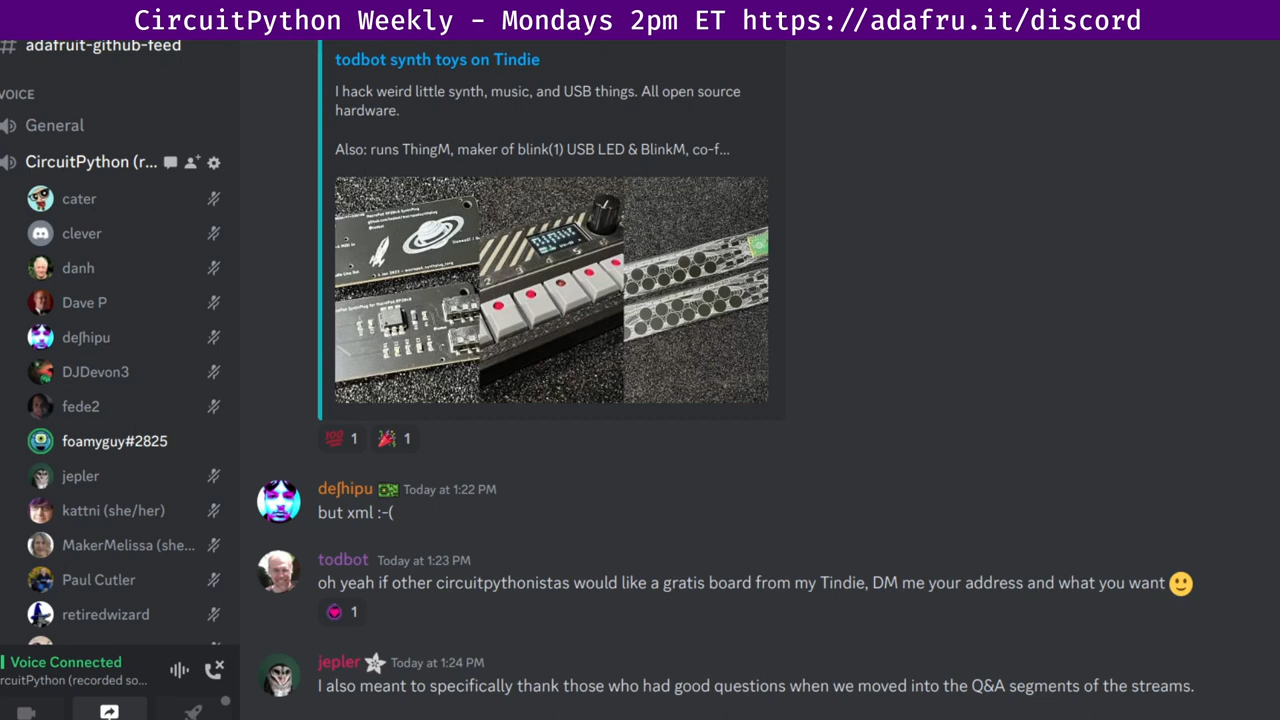 CircuitPython Weekly - Mondays 2pm ET https://adafru.it/discord
# adafruit-github-feed
VOICE
General
CircuitPython (r...
cater
clever
danh
Dave P
deʃhipu
DJDevon3
fede2
foamyguy#2825
jepler
kattni (she/her)
MakerMelissa (she...
Paul Cutler
retiredwizard
Voice Connected
rcuitPython (recorded so...
todbot synth toys on Tindie
I hack weird little synth, music, and USB things. All open source
hardware.
Also: runs ThingM, maker of blink(1) USB LED & BlinkM, co-f...
100 1 1
deʃhipu Today at 1:22 PM
but xml :-(
todbot Today at 1:23 PM
oh yeah if other circuitpythonistas would like a gratis board from my Tindie, DM me your address and what you want
1
jepler Today at 1:24 PM
I also meant to specifically thank those who had good questions when we moved into the Q&A segments of the streams.